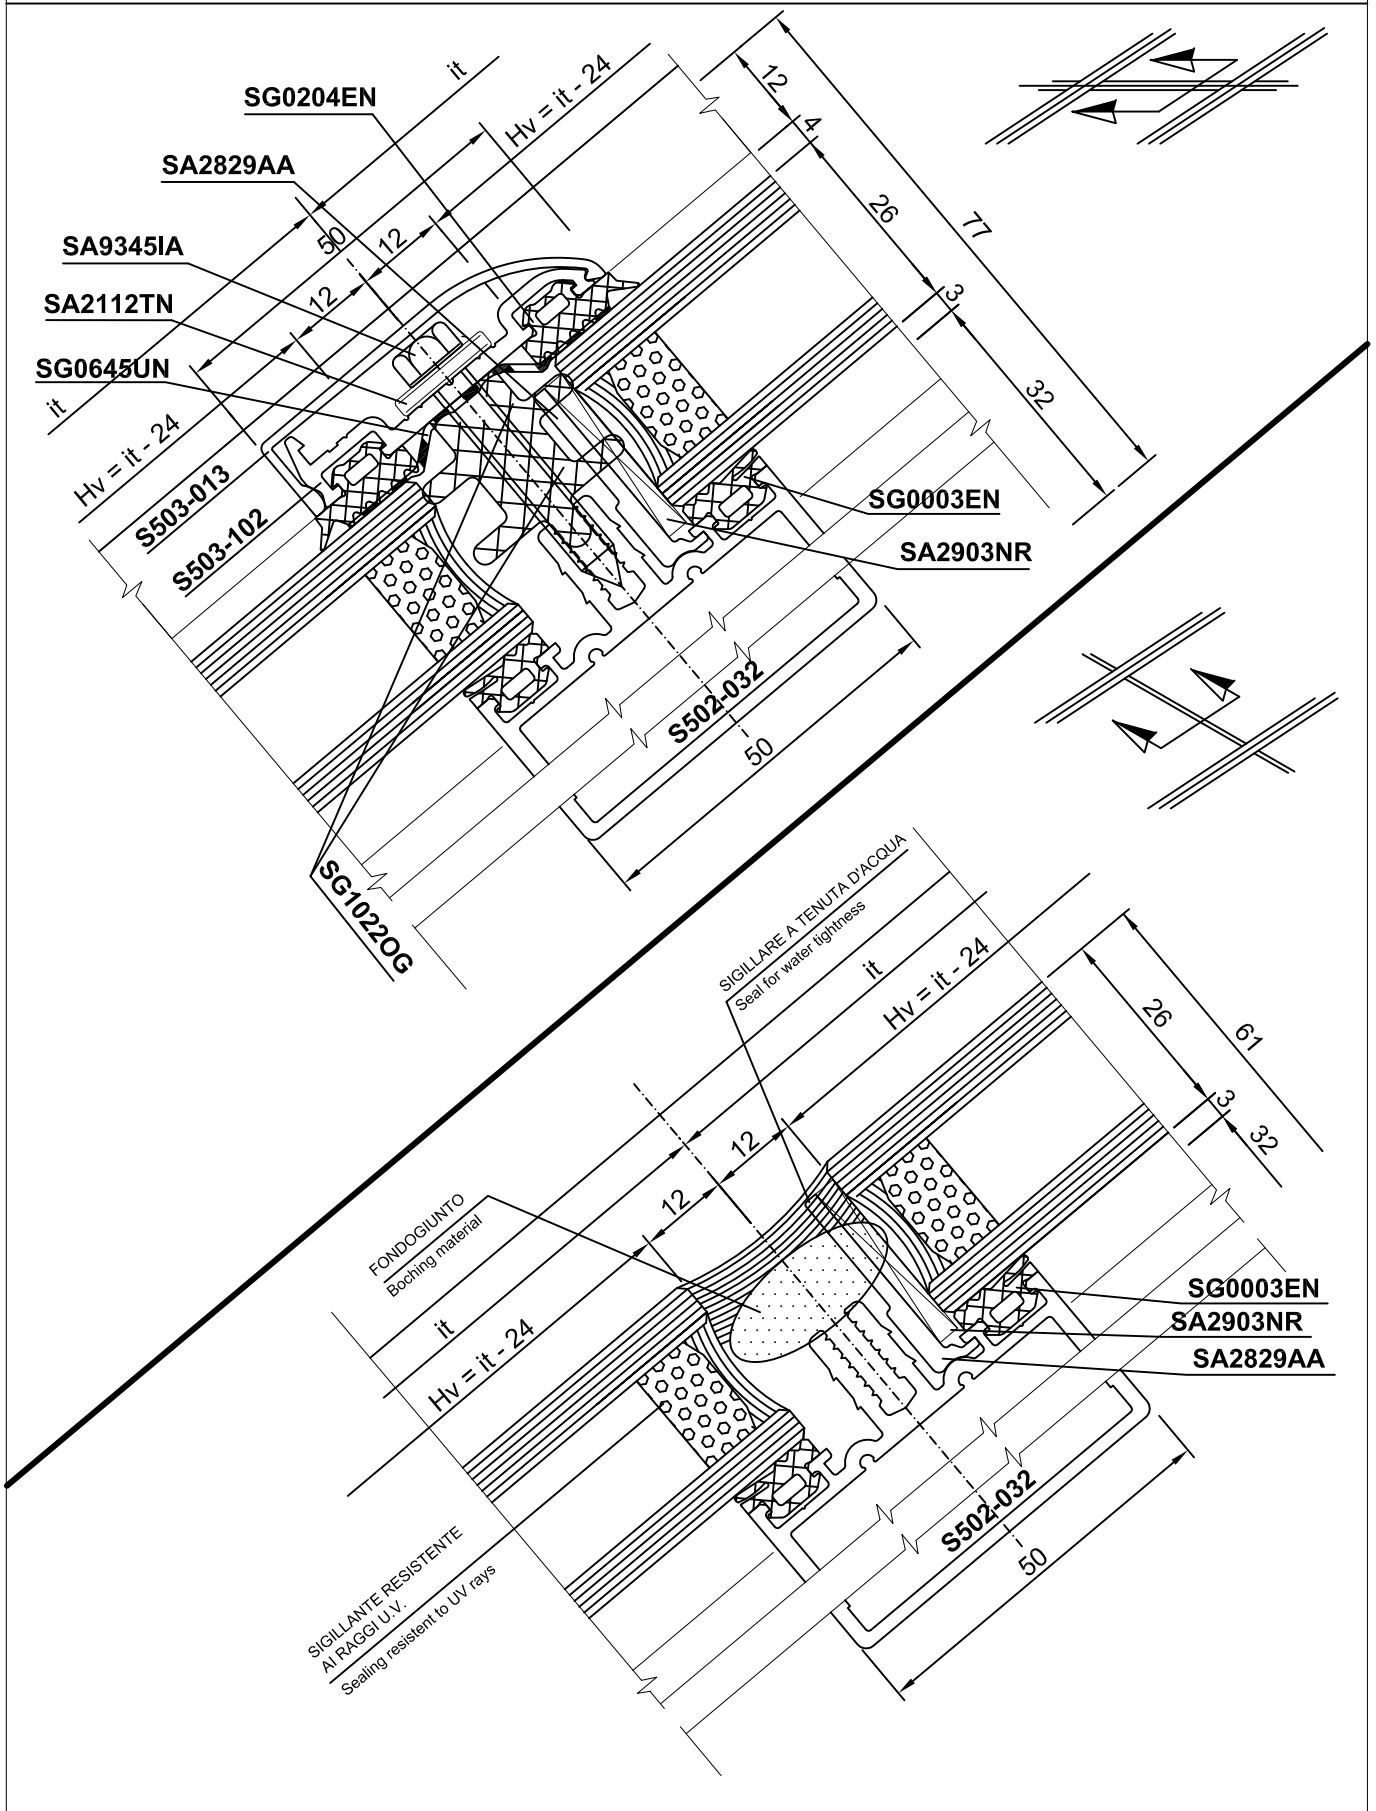 SG0204EN
SA2829AA
SA9345IA
SA2112TN
SG0645UN
it
Hv = it - 24
50
12
12
it
Hv = it - 24
S503-013
S503-102
12
4
26
77
3
32
SG0003EN
SA2903NR
S502-032
50
SG1022OG
SIGILLARE A TENUTA D'ACQUA
Seal for water tightness
it
Hv = it - 24
26
61
3
32
12
12
FONDOGIUNTO
Boching material
it
Hv = it - 24
SG0003EN
SA2903NR
SA2829AA
S502-032
50
SIGILLANTE RESISTENTE
AI RAGGI U.V.
Sealing resistent to UV rays